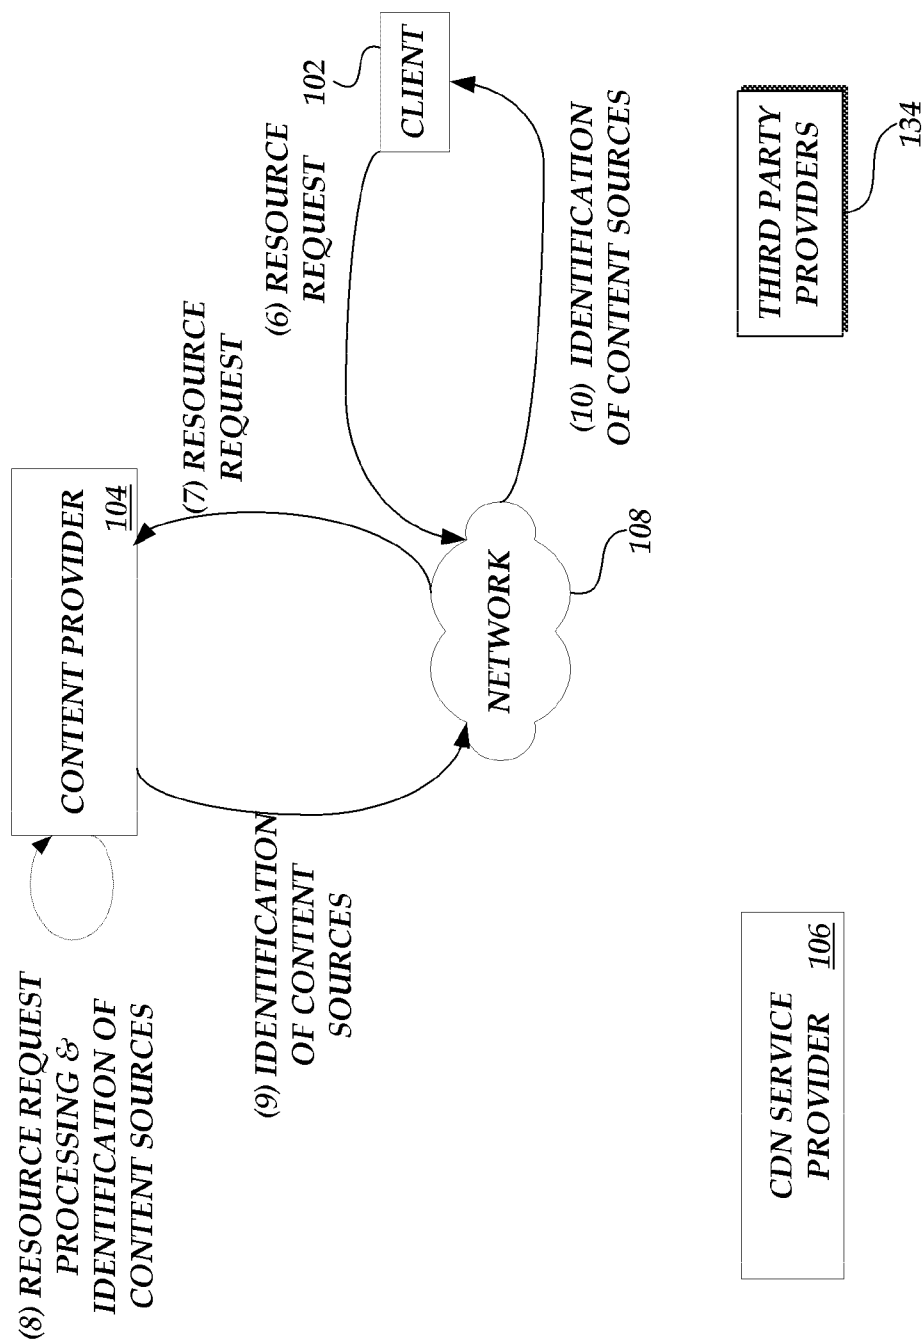 (8) RESOURCE REQUEST
PROCESSING &
IDENTIFICATION OF
CONTENT SOURCES
CONTENT PROVIDER
104
(7) RESOURCE
REQUEST
(6) RESOURCE
REQUEST
102
CLIENT
(9) IDENTIFICATION
OF CONTENT
SOURCES
NETWORK
108
(10) IDENTIFICATION
OF CONTENT SOURCES
CDN SERVICE
PROVIDER
106
THIRD PARTY
PROVIDERS
134